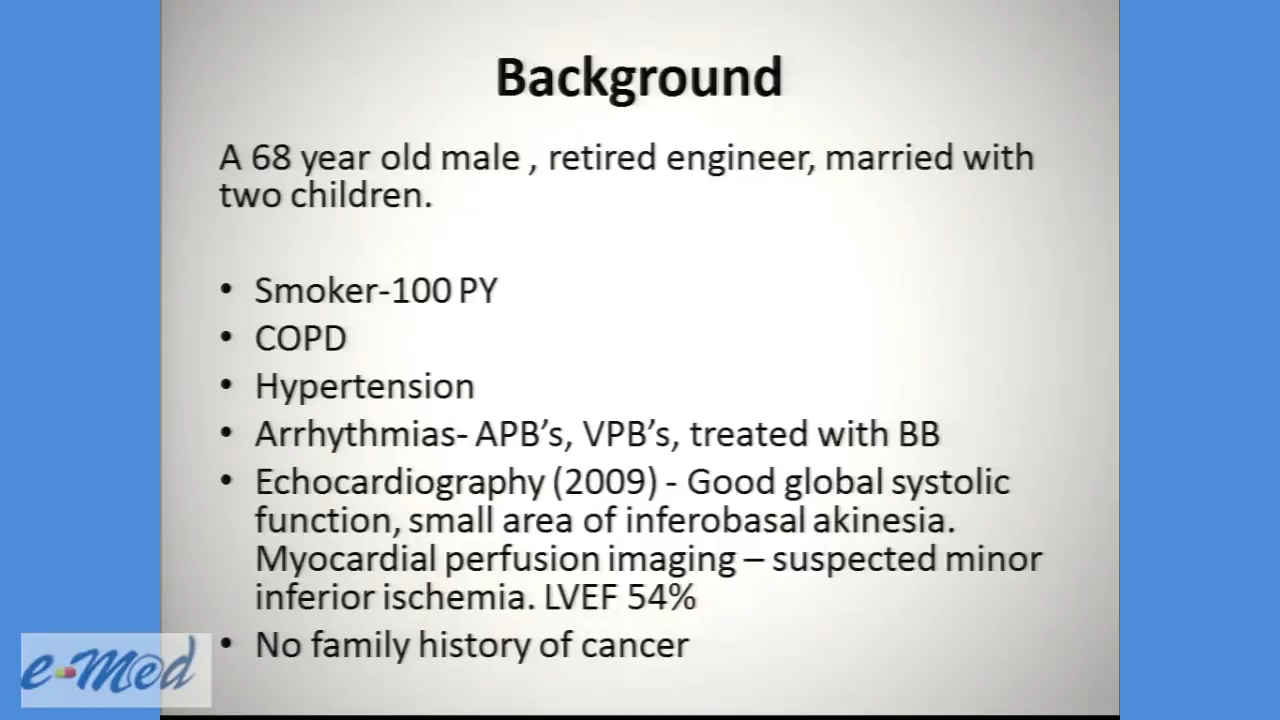 Background
A 68 year old male , retired engineer, married with
two children.
• Smoker-100 PY
• COPD
• Hypertension
• Arrhythmias- APB’s, VPB’s, treated with BB
• Echocardiography (2009) - Good global systolic
function, small area of inferobasal akinesia.
Myocardial perfusion imaging – suspected minor
inferior ischemia. LVEF 54%
• No family history of cancer
e-Med